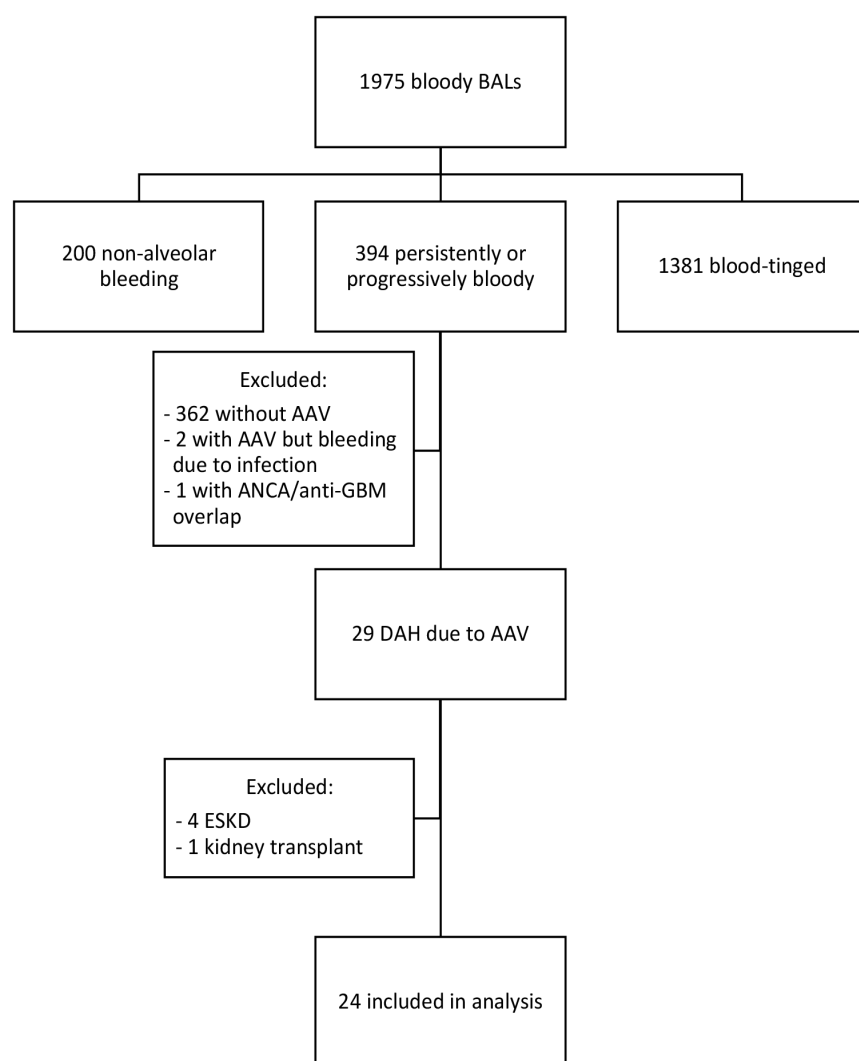 1975 bloody BALs
200 non-alveolar
bleeding
394 persistently or
progressively bloody
1381 blood-tinged
Excluded:
- 362 without AAV
- 2 with AAV but bleeding
due to infection
- 1 with ANCA/anti-GBM
overlap
29 DAH due to AAV
Excluded:
- 4 ESKD
- 1 kidney transplant
24 included in analysis